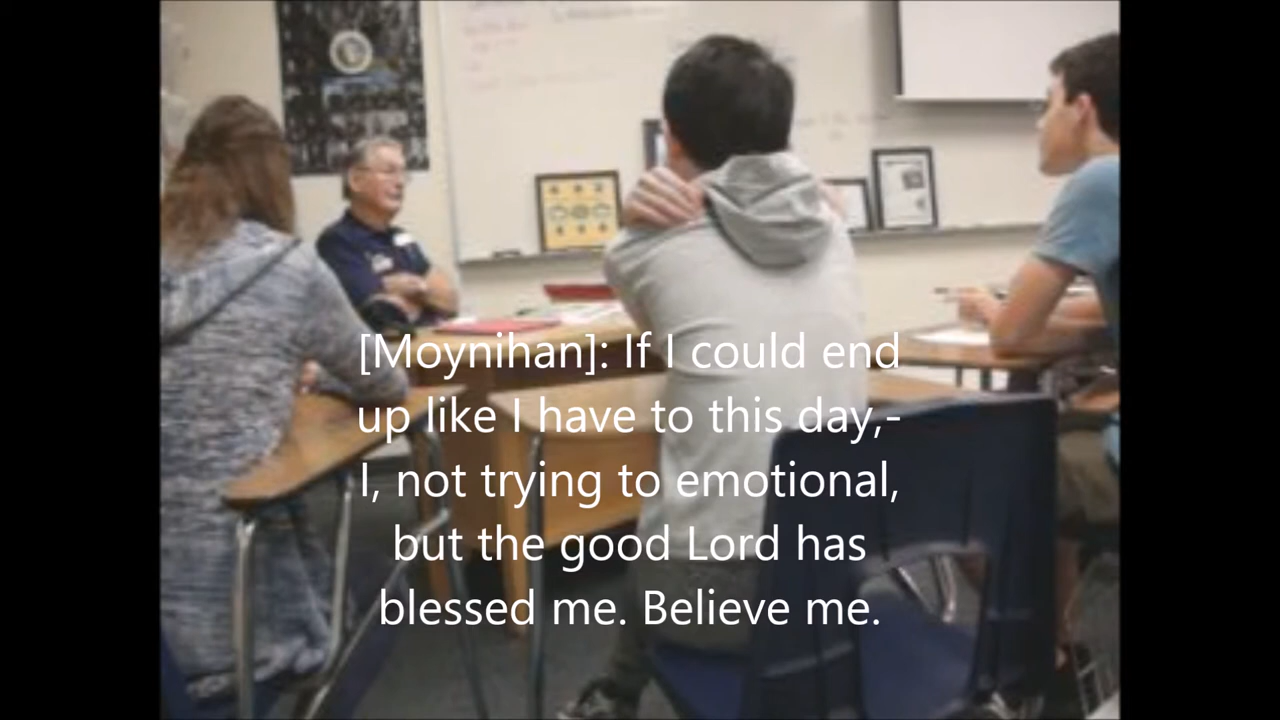 [Moynihan]: If I could end
up like I have to this day,-
I, not trying to emotional,
but the good Lord has
blessed me. Believe me.